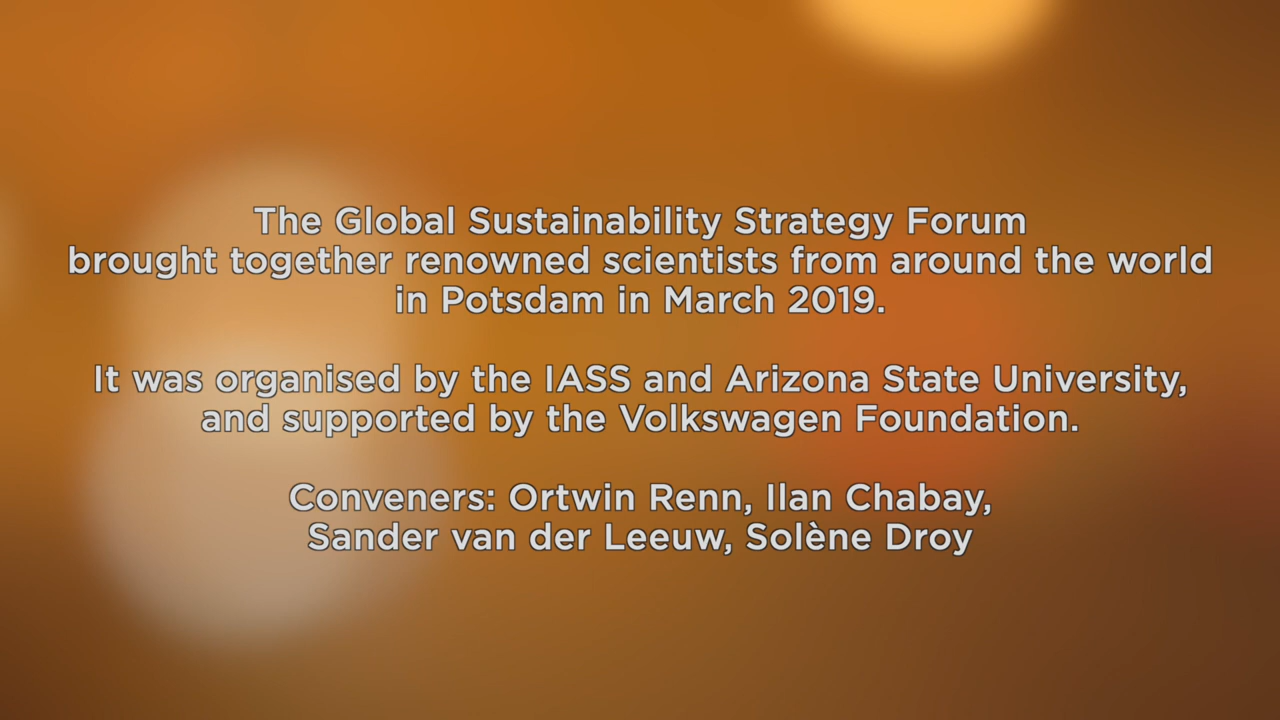 The Global Sustainability Strategy Forum
brought together renowned scientists from around the world
in Potsdam in March 2019.
It was organised by the IASS and Arizona State University,
and supported by the Volkswagen Foundation.
Conveners: Ortwin Renn, Ilan Chabay,
Sander van der Leeuw, Solène Droy